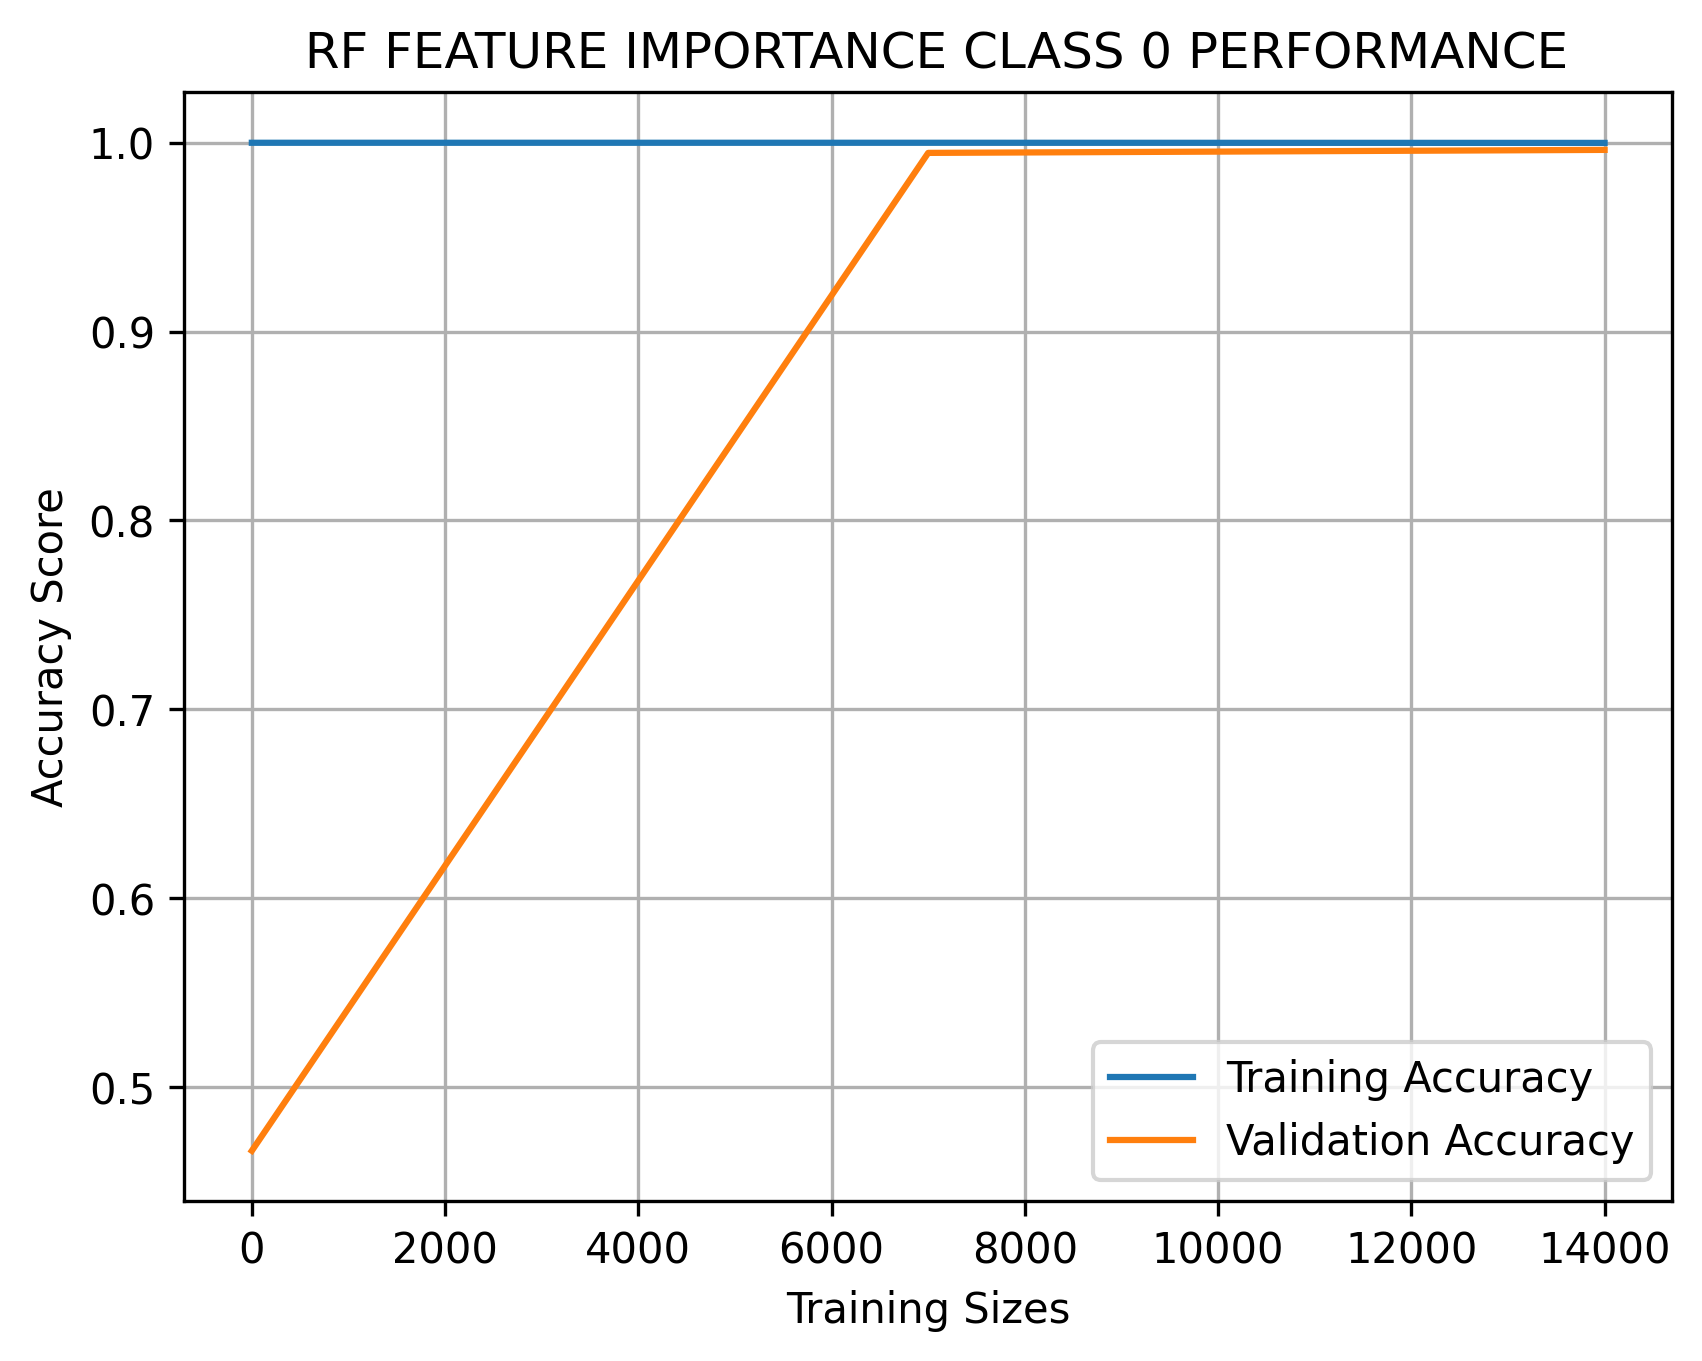 RF FEATURE IMPORTANCE CLASS 0 PERFORMANCE
1.0
0.9
0.8
0.7
0.6
0.5
Accuracy Score
Training Accuracy
Validation Accuracy
0 2000 4000 6000 8000 10000 12000 14000
Training Sizes